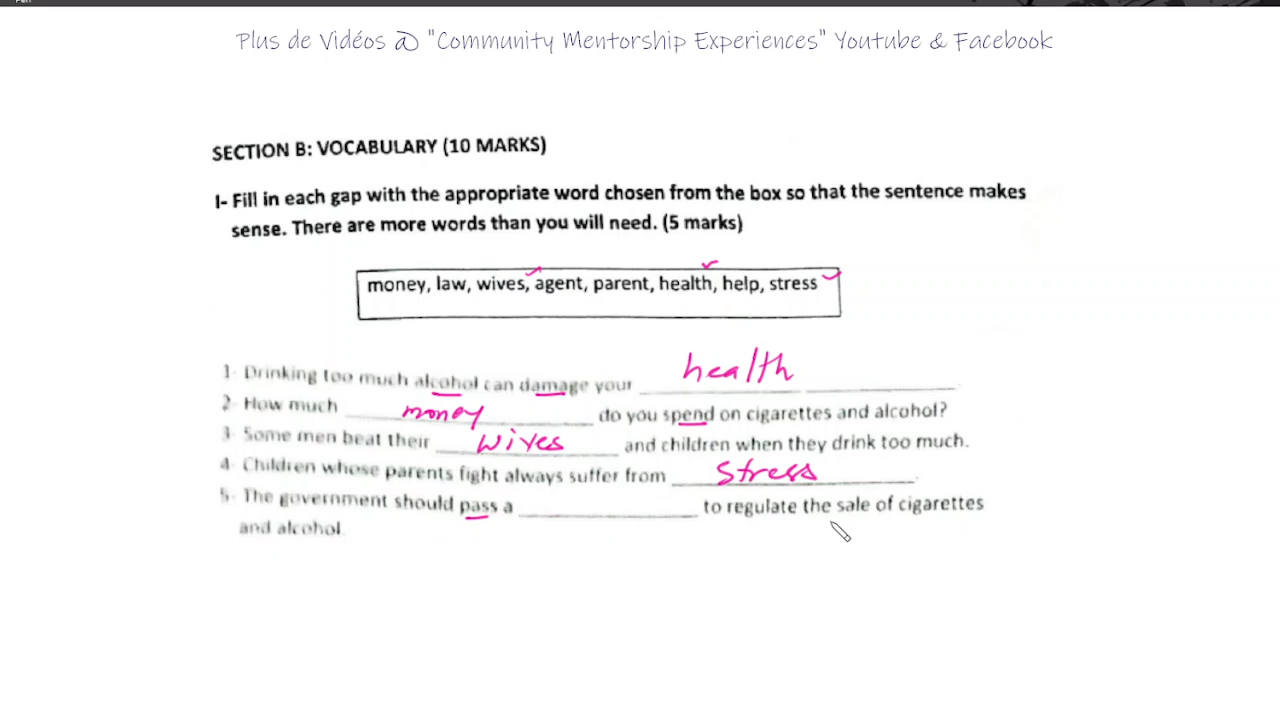 Plus de Vidéos @ "Community Mentorship Experiences" Youtube & Facebook
SECTION B: VOCABULARY (10 MARKS)
I- Fill in each gap with the appropriate word chosen from the box so that the sentence makes
sense. There are more words than you will need. (5 marks)
money, law, wives, agent, parent, health, help, stress
1- Drinking too much alcohol can damage your health
2- How much money do you spend on cigarettes and alcohol?
3- Some men beat their wives and children when they drink too much.
4- Children whose parents fight always suffer from stress.
5- The government should pass a ______ to regulate the sale of cigarettes
and alcohol.